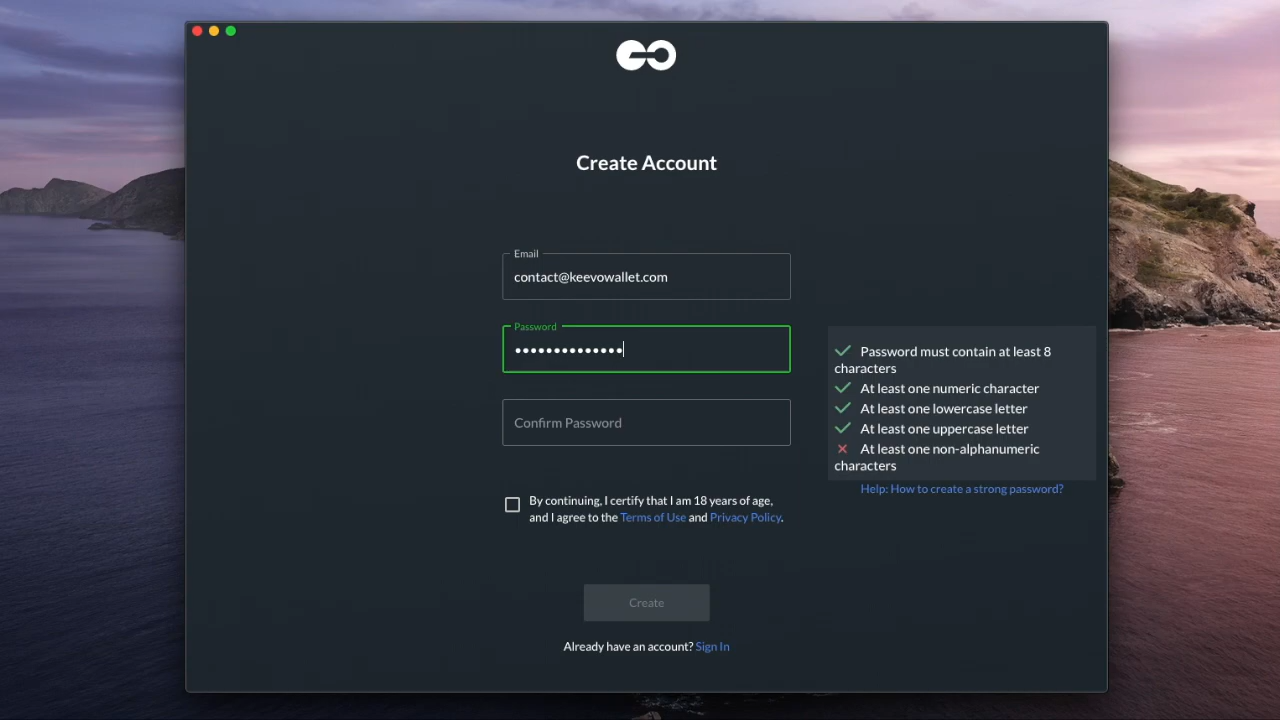 Create Account
Email
contact@keevowallet.com
Password
••••••••••••••
Confirm Password
Password must contain at least 8
characters
At least one numeric character
At least one lowercase letter
At least one uppercase letter
At least one non-alphanumeric
characters
Help: How to create a strong password?
By continuing, I certify that I am 18 years of age,
and I agree to the Terms of Use and Privacy Policy.
Create
Already have an account? Sign In